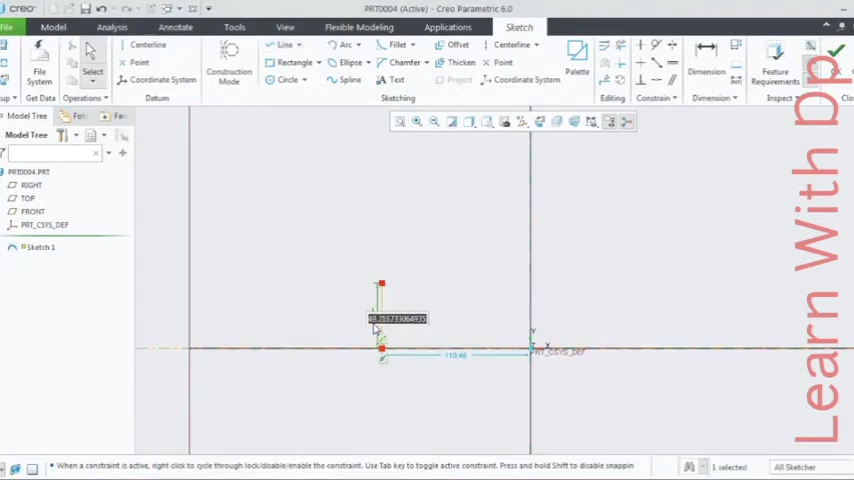 creo
PRT0004 (Active) - Creo Parametric 6.0
File Model Analysis Annotate Tools View Flexible Modeling Applications Sketch
Centerline Line Arc Fillet Offset Centerline
File System Select Point Rectangle Ellipse Chamfer Thicken Point
Coordinate System Construction Mode Circle Spline Text Project Coordinate System Palette Dimension Feature Requirements
Get Data Operations Datum Sketching Editing Constrain Dimension Inspect
Model Tree
Model Tree
PRT0004.PRT
RIGHT
TOP
FRONT
PRT_CSYS_DEF
Sketch 1
Y
X
PRT_CSYS_DEF
110.46
When a constraint is active, right click to cycle through lock/disable/enable the constraint. Use Tab key to toggle active constraint. Press and hold Shift to disable snappin
1 selected
All Sketcher
Learn With Dp